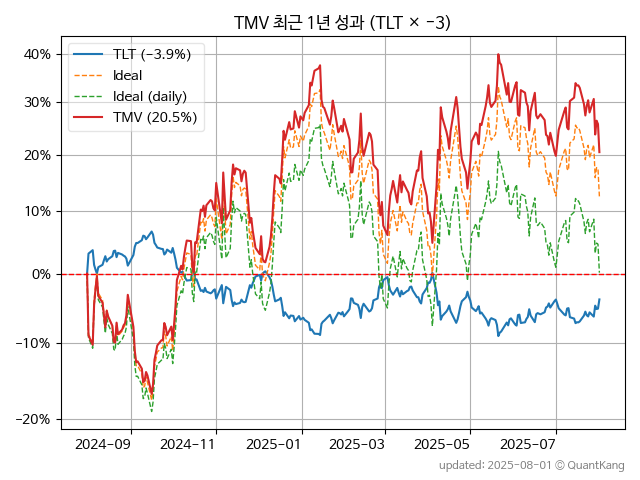 TMV 최근 1년 성과 (TLT × −3)
TLT (−3.9%)
Ideal
Ideal (daily)
TMV (20.5%)
40%
30%
20%
10%
0%
−10%
−20%
2024-09
2024-11
2025-01
2025-03
2025-05
2025-07
updated: 2025-08-01 © QuantKang